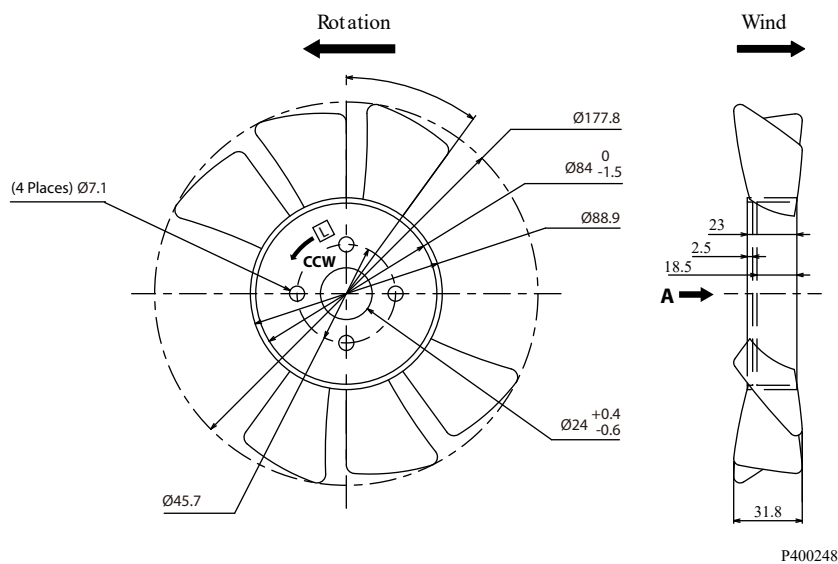 Rotation
Wind
Ø177.8
Ø84 0 -1.5
(4 Places) Ø7.1
Ø88.9
L
CCW
23
2.5
18.5
A
Ø24 +0.4 -0.6
Ø45.7
31.8
P400248